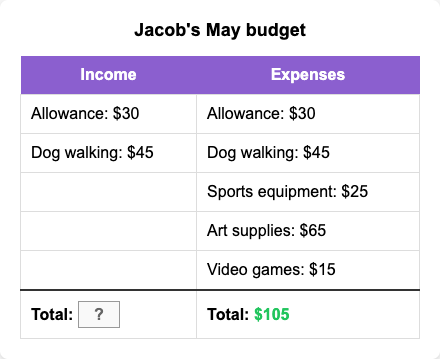 Jacob's May budget
Income Expenses
Allowance: $30 Allowance: $30
Dog walking: $45 Dog walking: $45
Sports equipment: $25
Art supplies: $65
Video games: $15
Total: ? Total: $105